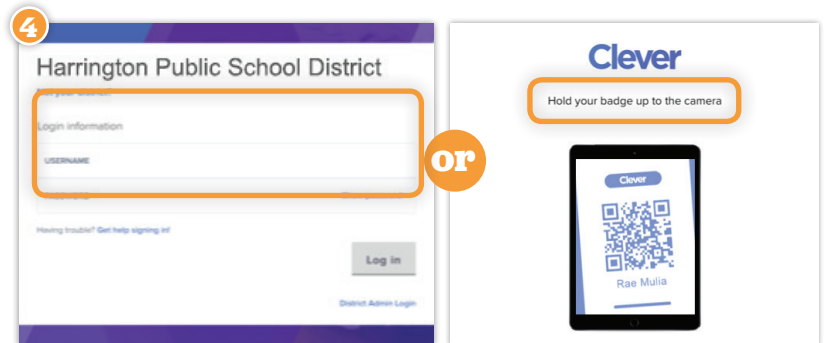 4
Harrington Public School District
Login information
USERNAME
Having trouble? Get help signing in!
Log in
District Admin Login
or
Clever
Hold your badge up to the camera
Clever
Rae Mulia